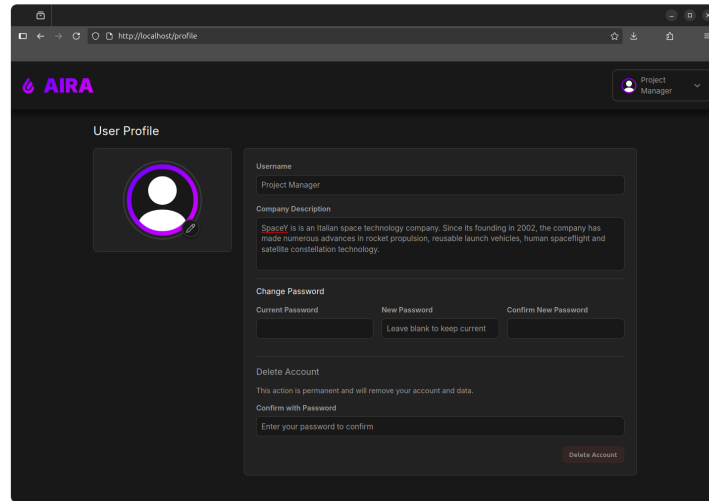 http://localhost/profile
AIRA
Project
Manager
User Profile
Username
Project Manager
Company Description
SpaceY is is an Italian space technology company. Since its founding in 2002, the company has
made numerous advances in rocket propulsion, reusable launch vehicles, human spaceflight and
satellite constellation technology.
Change Password
Current Password New Password Confirm New Password
Leave blank to keep current
Delete Account
This action is permanent and will remove your account and data.
Confirm with Password
Enter your password to confirm
Delete Account